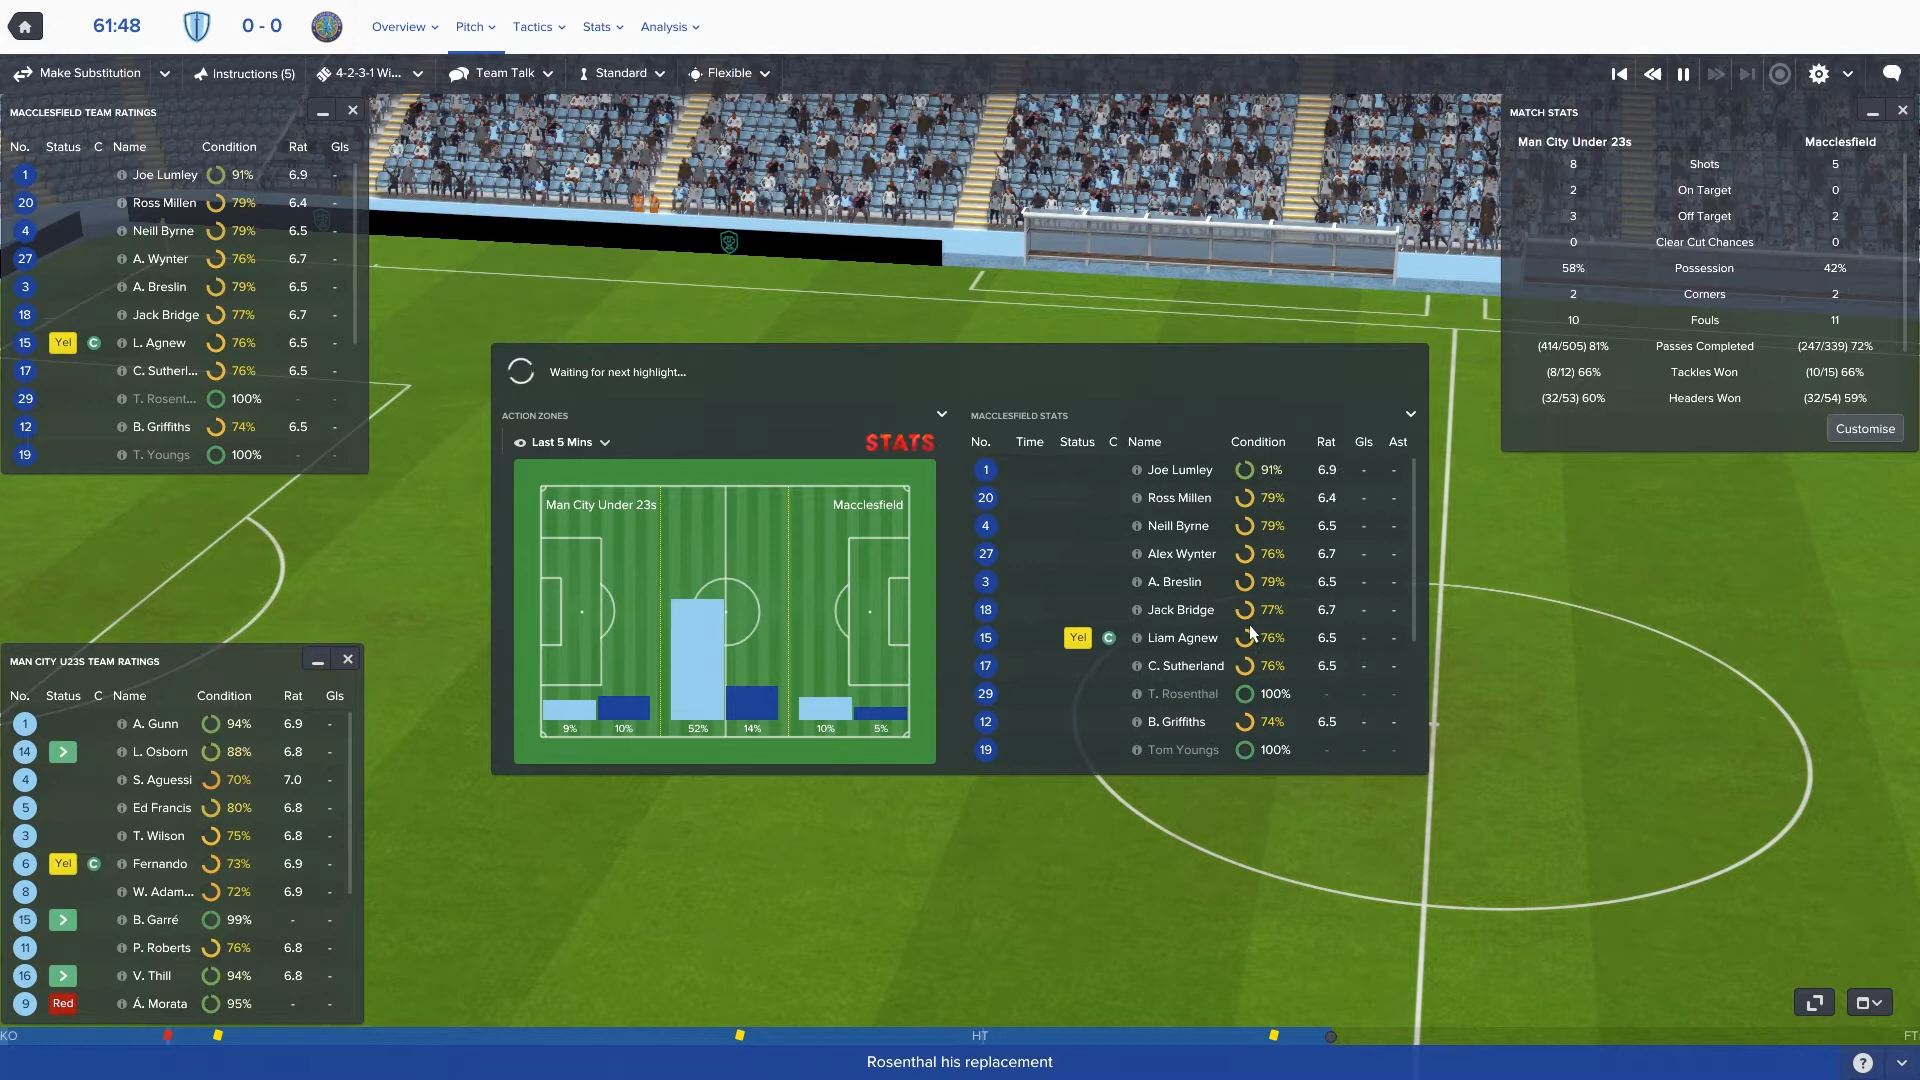 61:48 0 - 0 Overview Pitch Tactics Stats Analysis
Make Substitution Instructions (5) 4-2-3-1 Wi... Team Talk Standard Flexible
MACCLESFIELD TEAM RATINGS
No. Status C Name Condition Rat Gls
1 Joe Lumley 91% 6.9 -
20 Ross Millen 79% 6.4 -
4 Neill Byrne 79% 6.5 -
27 A. Wynter 76% 6.7 -
3 A. Breslin 79% 6.5 -
18 Jack Bridge 77% 6.7 -
15 Yel C L. Agnew 76% 6.5 -
17 C. Sutherl... 76% 6.5 -
29 T. Rosent... 100% - -
12 B. Griffiths 74% 6.5 -
19 T. Youngs 100% - -
MAN CITY U23S TEAM RATINGS
No. Status C Name Condition Rat Gls
1 A. Gunn 94% 6.9 -
14 L. Osborn 88% 6.8 -
4 S. Aguessi 70% 7.0 -
5 Ed Francis 80% 6.8 -
3 T. Wilson 75% 6.8 -
6 Yel C Fernando 73% 6.9 -
8 W. Adam... 72% 6.9 -
15 B. Garré 99% - -
11 P. Roberts 76% 6.8 -
16 V. Thill 94% 6.8 -
9 Red Á. Morata 95% - -
Waiting for next highlight...
ACTION ZONES
Last 5 Mins STATS
Man City Under 23s Macclesfield
9% 10% 52% 14% 10% 5%
MACCLESFIELD STATS
No. Time Status C Name Condition Rat Gls Ast
1 Joe Lumley 91% 6.9 - -
20 Ross Millen 79% 6.4 - -
4 Neill Byrne 79% 6.5 - -
27 Alex Wynter 76% 6.7 - -
3 A. Breslin 79% 6.5 - -
18 Jack Bridge 77% 6.7 - -
15 Yel C Liam Agnew 76% 6.5 - -
17 C. Sutherland 76% 6.5 - -
29 T. Rosenthal 100% - - -
12 B. Griffiths 74% 6.5 - -
19 Tom Youngs 100% - - -
MATCH STATS
Man City Under 23s Macclesfield
8 Shots 5
2 On Target 0
3 Off Target 2
0 Clear Cut Chances 0
58% Possession 42%
2 Corners 2
10 Fouls 11
(414/505) 81% Passes Completed (247/339) 72%
(8/12) 66% Tackles Won (10/15) 66%
(32/53) 60% Headers Won (32/54) 59%
Customise
KO HT FT
Rosenthal his replacement
?